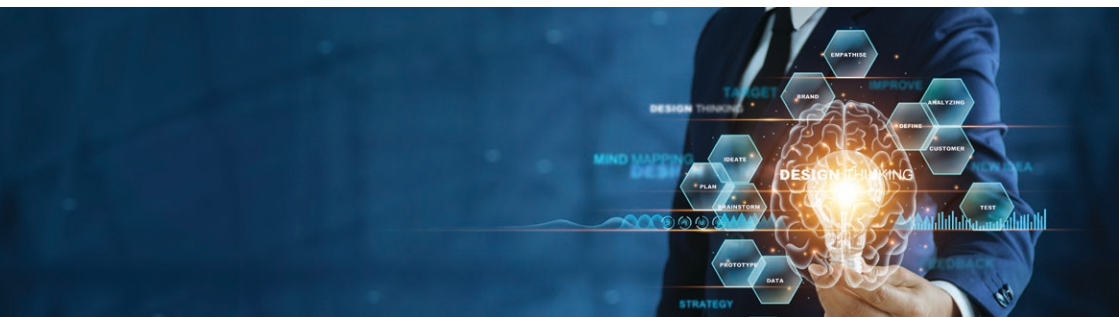 EMPATHISE
TARGET
IMPROVE
BRAND
ANALYZING
DESIGN THINKING
DEFINE
CUSTOMER
MIND MAPPING
IDEATE
DESIGN THINKING
PLAN
BRAINSTORM
TEST
PROTOTYPE
DATA
FEEDBACK
STRATEGY